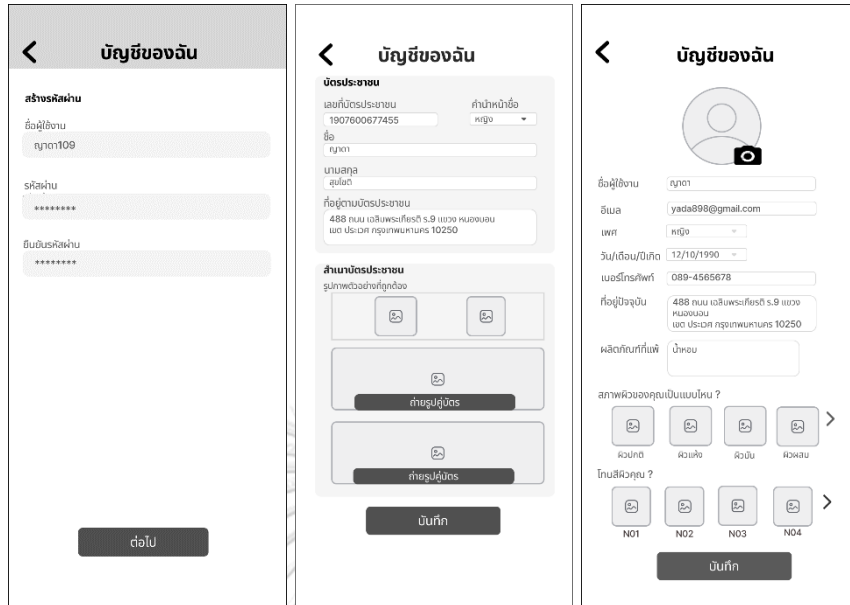 บัญชีของฉัน
สร้างรหัสผ่าน
ชื่อผู้ใช้งาน
ญาดา109
รหัสผ่าน
********
ยืนยันรหัสผ่าน
********
ต่อไป
บัญชีของฉัน
บัตรประชาชน
เลขที่บัตรประชาชน คำนำหน้าชื่อ
1907600677455 หญิง
ชื่อ
ญาดา
นามสกุล
สุขโชติ
ที่อยู่ตามบัตรประชาชน
488 ถนน เฉลิมพระเกียรติ ร.9 แขวง หนองบอน
เขต ประเวศ กรุงเทพมหานคร 10250
สำเนาบัตรประชาชน
รูปภาพตัวอย่างที่ถูกต้อง
ถ่ายรูปคู่บัตร
ถ่ายรูปคู่บัตร
บันทึก
บัญชีของฉัน
ชื่อผู้ใช้งาน ญาดา
อีเมล yada898@gmail.com
เพศ หญิง
วัน/เดือน/ปีเกิด 12/10/1990
เบอร์โทรศัพท์ 089-4565678
ที่อยู่ปัจจุบัน 488 ถนน เฉลิมพระเกียรติ ร.9 แขวง
หนองบอน
เขต ประเวศ กรุงเทพมหานคร 10250
ผลิตภัณฑ์ที่แพ้ น้ำหอม
สภาพผิวของคุณเป็นแบบไหน ?
ผิวปกติ ผิวแห้ง ผิวมัน ผิวผสม
โทนสีผิวคุณ ?
N01 N02 N03 N04
บันทึก